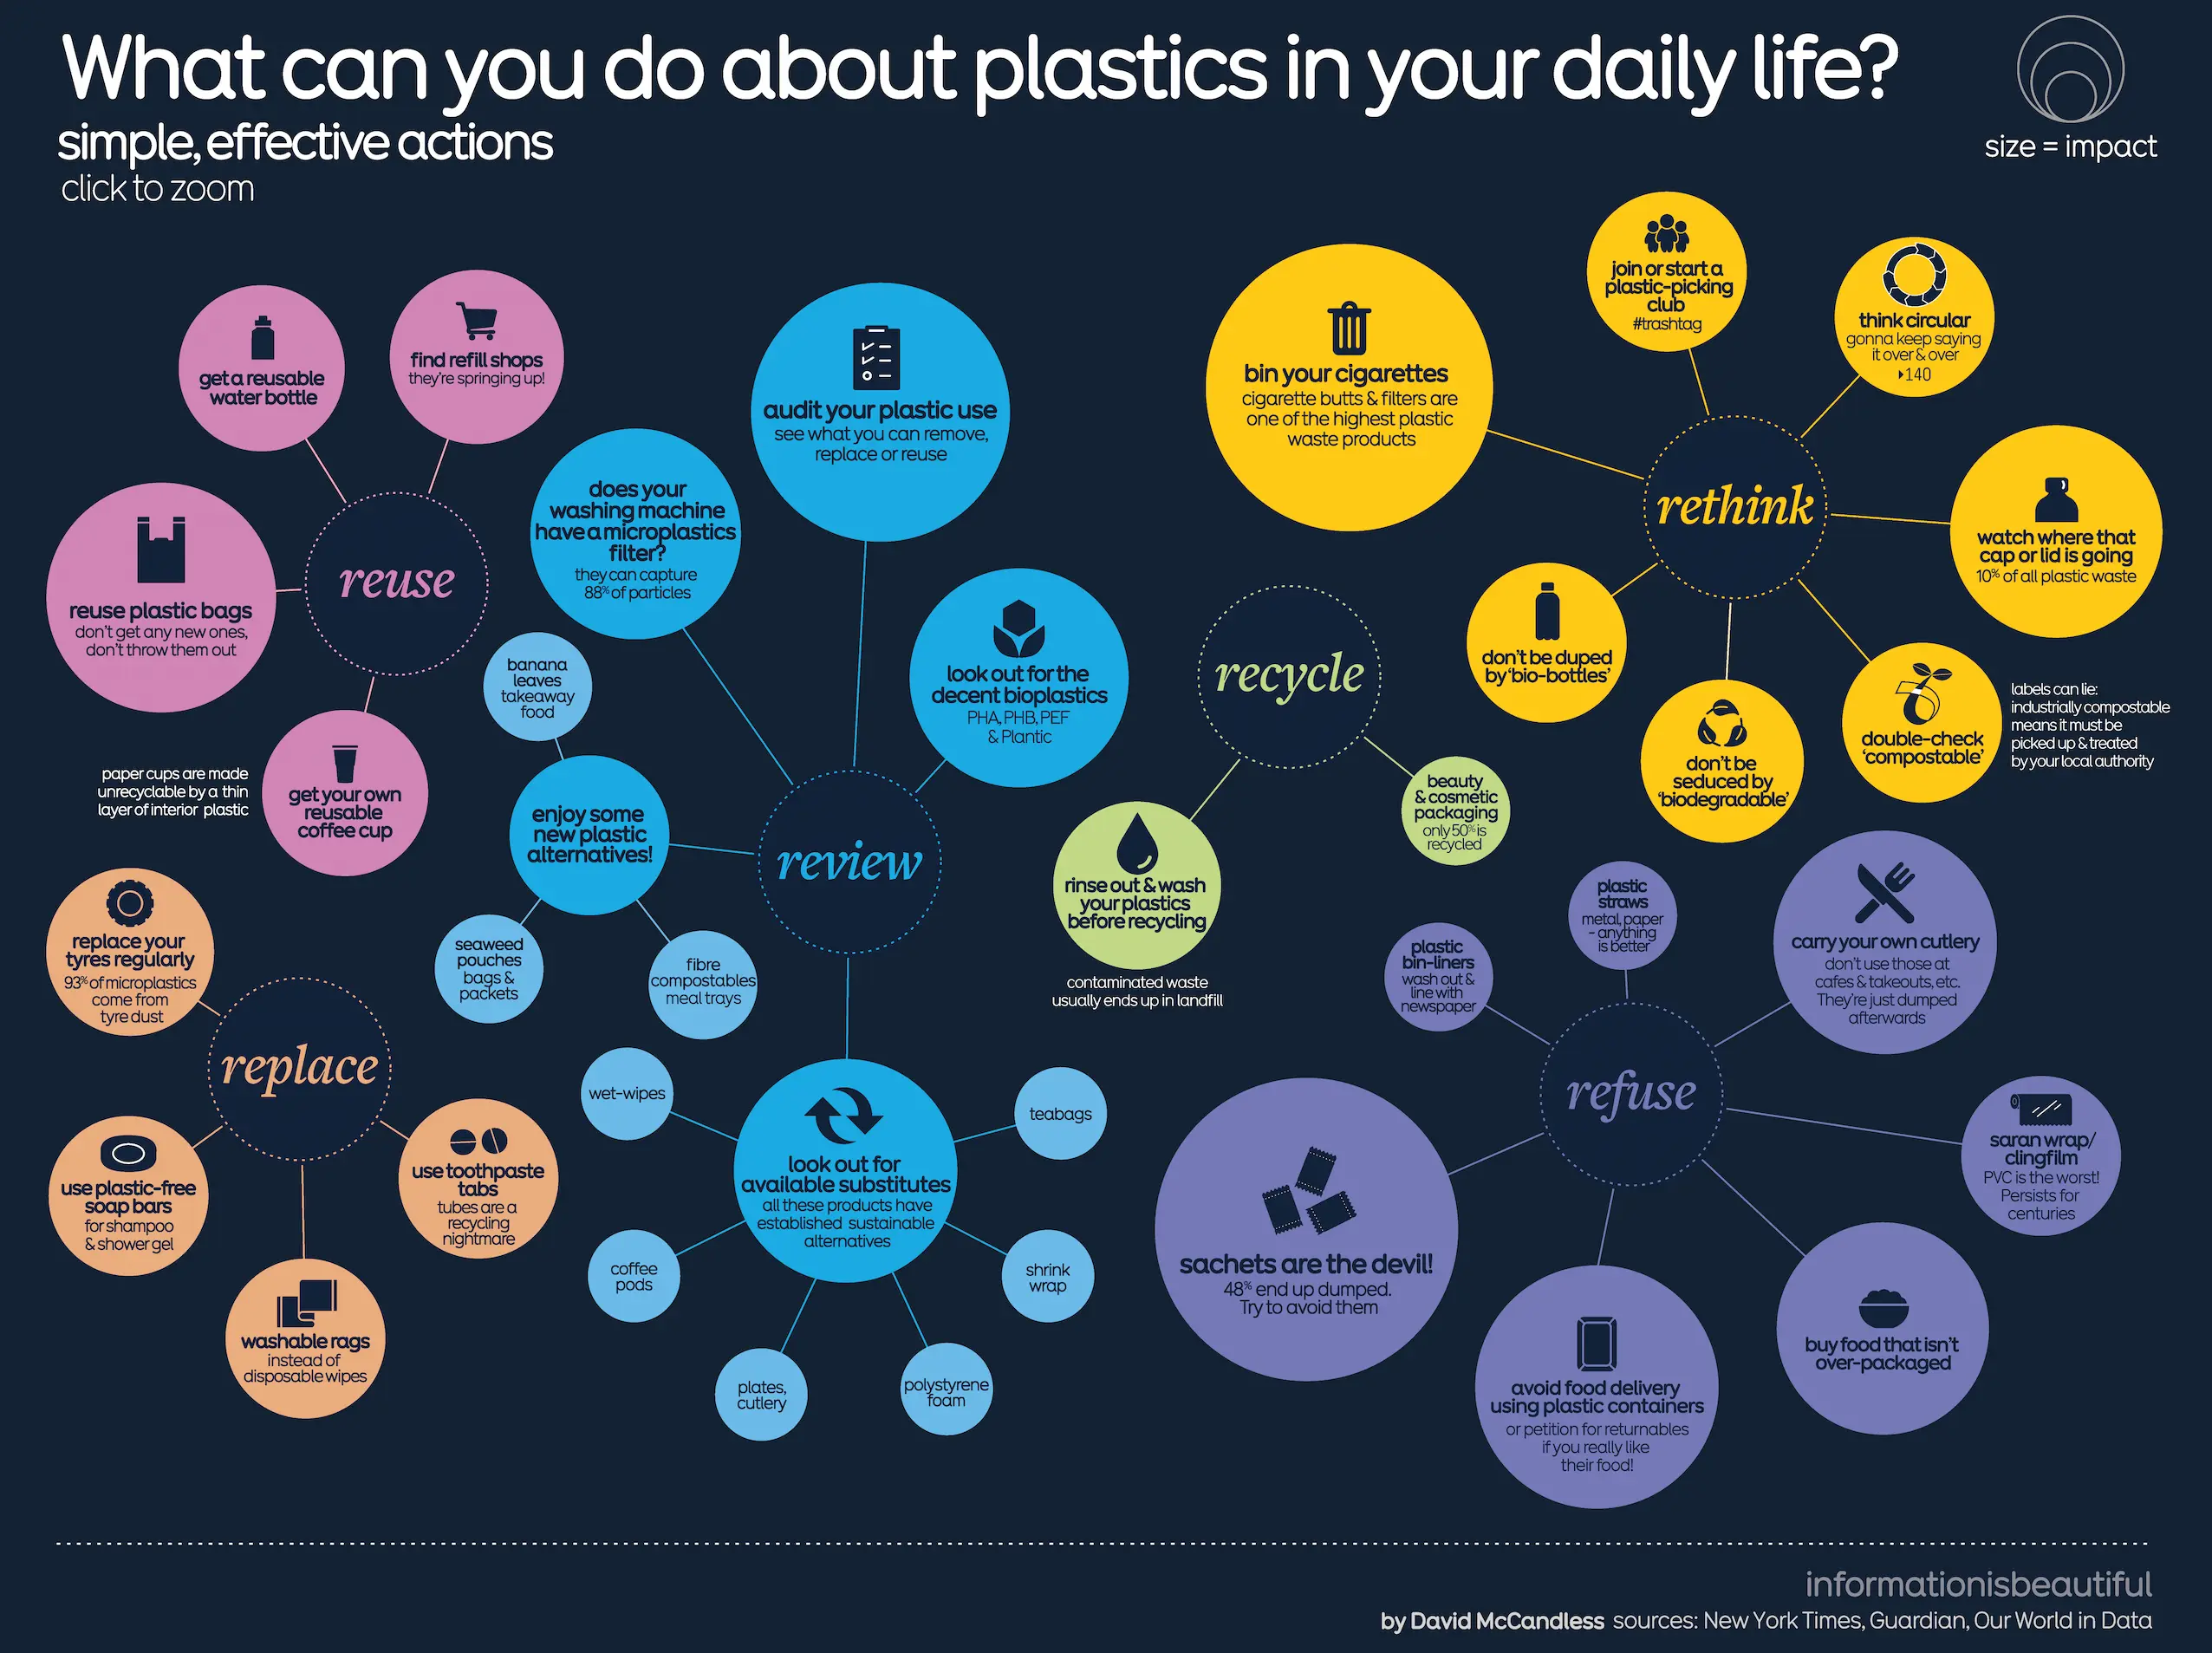 What can you do about plastics in your daily life?
simple, effective actions
click to zoom
size = impact
reuse
get a reusable
water bottle
find refill shops
they're springing up!
reuse plastic bags
don't get any new ones,
don't throw them out
get your own
reusable
coffee cup
paper cups are made
unrecyclable by a thin
layer of interior plastic
review
audit your plastic use
see what you can remove,
replace or reuse
does your
washing machine
have a microplastics
filter?
they can capture
88% of particles
look out for the
decent bioplastics
PHA, PHB, PEF
& Plantic
enjoy some
new plastic
alternatives!
banana
leaves
takeaway
food
seaweed
pouches
bags &
packets
fibre
compostables
meal trays
look out for
available substitutes
all these products have
established sustainable
alternatives
wet-wipes
teabags
coffee
pods
shrink
wrap
plates,
cutlery
polystyrene
foam
replace
replace your
tyres regularly
93% of microplastics
come from
tyre dust
use plastic-free
soap bars
for shampoo
& shower gel
use toothpaste
tabs
tubes are a
recycling
nightmare
washable rags
instead of
disposable wipes
recycle
rinse out & wash
your plastics
before recycling
contaminated waste
usually ends up in landfill
beauty
& cosmetic
packaging
only 50% is
recycled
rethink
bin your cigarettes
cigarette butts & filters are
one of the highest plastic
waste products
join or start a
plastic-picking
club
#trashtag
think circular
gonna keep saying
it over & over
▸140
watch where that
cap or lid is going
10% of all plastic waste
don't be duped
by 'bio-bottles'
don't be
seduced by
'biodegradable'
double-check
'compostable'
labels can lie:
industrially compostable
means it must be
picked up & treated
by your local authority
refuse
plastic
straws
metal, paper
- anything
is better
plastic
bin-liners
wash out &
line with
newspaper
carry your own cutlery
don't use those at
cafes & takeouts, etc.
They're just dumped
afterwards
saran wrap/
clingfilm
PVC is the worst!
Persists for
centuries
sachets are the devil!
48% end up dumped.
Try to avoid them
avoid food delivery
using plastic containers
or petition for returnables
if you really like
their food!
buy food that isn't
over-packaged
informationisbeautiful
by David McCandless sources: New York Times, Guardian, Our World in Data